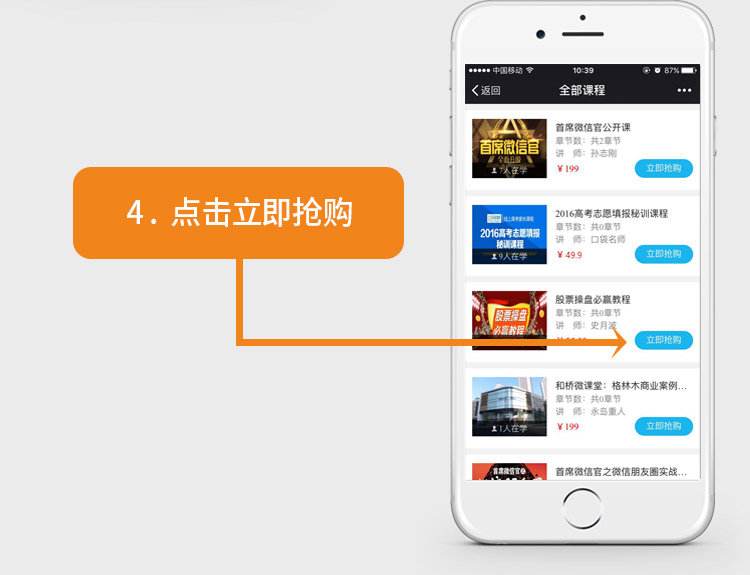 4. 点击立即抢购
中国移动
10:39
87%
返回
全部课程
首席微信官
全面升级
7人在学
首席微信官公开课
章节数：共2章节
讲 师：孙志刚
¥199
立即抢购
2016高考志愿填报
秘训课程
9人在学
2016高考志愿填报秘训课程
章节数：共0章节
讲 师：口袋名师
¥49.9
立即抢购
股票操盘
必赢教程
股票操盘必赢教程
章节数：共0章节
讲 师：史月波
立即抢购
1人在学
和桥微课堂：格林木商业案例...
章节数：共0章节
讲 师：永岛重人
¥199
立即抢购
首席微信官
首席微信官之微信朋友圈实战...